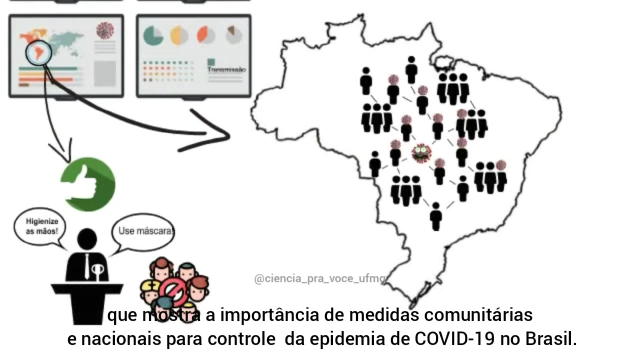 Transmissão
Higienize
as mãos!
Use máscara
@ciencia_pra_voce_ufmg
que mostra a importância de medidas comunitárias
e nacionais para controle da epidemia de COVID-19 no Brasil.